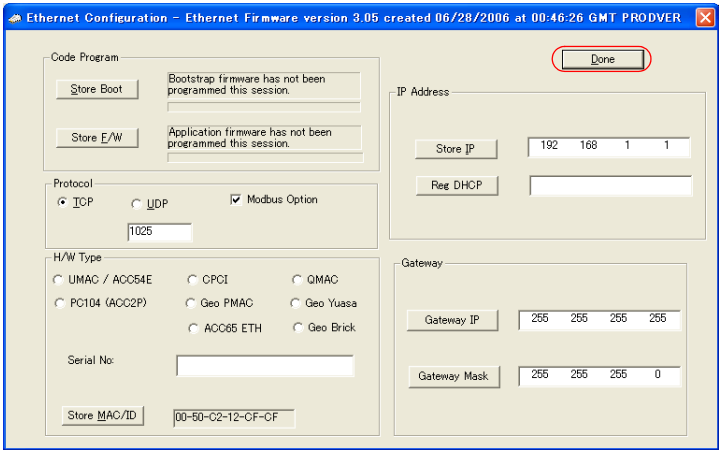 Ethernet Configuration - Ethernet Firmware version 3.05 created 06/28/2006 at 00:46:26 GMT PRODVER
Code Program
Store Boot
Bootstrap firmware has not been
programmed this session.
Store F/W
Application firmware has not been
programmed this session.
Protocol
TCP
UDP
Modbus Option
1025
H/W Type
UMAC / ACC54E
CPCI
QMAC
PC104 (ACC2P)
Geo PMAC
Geo Yuasa
ACC65 ETH
Geo Brick
Serial No:
Store MAC/ID
00-50-C2-12-CF-CF
Done
IP Address
Store IP
192 168 1 1
Reg DHCP
Gateway
Gateway IP
255 255 255 255
Gateway Mask
255 255 255 0